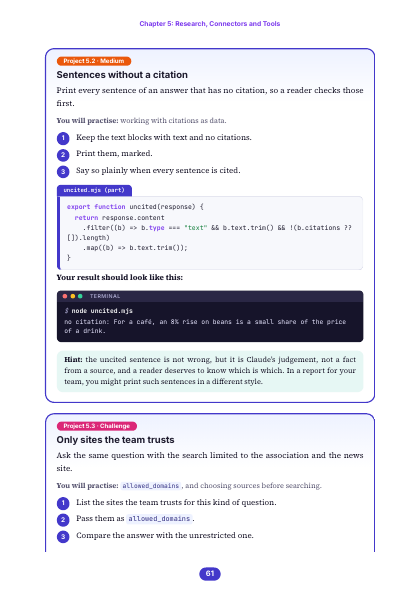 Chapter 5: Research, Connectors and Tools
Project 5.2 · Medium
Sentences without a citation
Print every sentence of an answer that has no citation, so a reader checks those
first.
You will practise: working with citations as data.
1 Keep the text blocks with text and no citations.
2 Print them, marked.
3 Say so plainly when every sentence is cited.
uncited.mjs (part)
export function uncited(response) {
return response.content
.filter((b) => b.type === "text" && b.text.trim() && !(b.citations ??
[]).length)
.map((b) => b.text.trim());
}
Your result should look like this:
TERMINAL
$ node uncited.mjs
no citation: For a café, an 8% rise on beans is a small share of the price
of a drink.
Hint: the uncited sentence is not wrong, but it is Claude's judgement, not a fact
from a source, and a reader deserves to know which is which. In a report for your
team, you might print such sentences in a different style.
Project 5.3 · Challenge
Only sites the team trusts
Ask the same question with the search limited to the association and the news
site.
You will practise: allowed_domains, and choosing sources before searching.
1 List the sites the team trusts for this kind of question.
2 Pass them as allowed_domains.
3 Compare the answer with the unrestricted one.
61